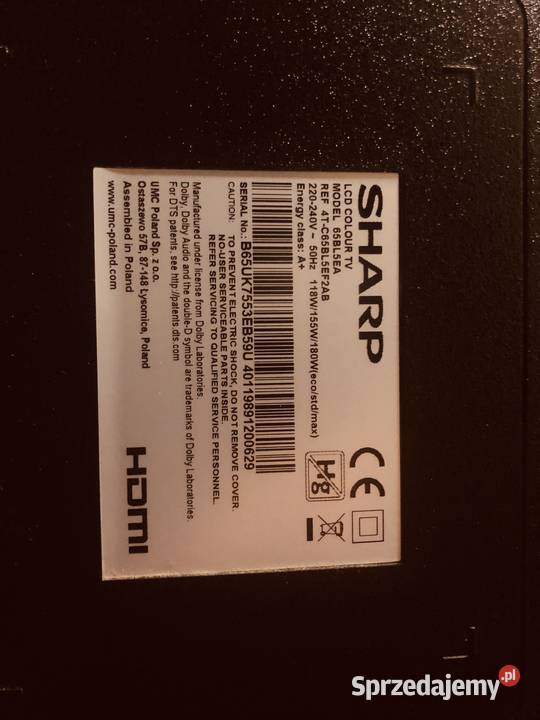 SHARP
LCD COLOUR TV
MODEL 65BL5EA
REF 4T-C65BL5EF2AB
220-240V~ 50Hz 118W/155W/180W(eco/std/max)
Energy class: A+
Hg
SERIAL No.: B65UK7553EB59U 40119891200629
CAUTION: TO PREVENT ELECTRIC SHOCK, DO NOT REMOVE COVER.
NO-USER SERVICEABLE PARTS INSIDE.
REFER SERVICING TO QUALIFIED SERVICE PERSONNEL.
Manufactured under license from Dolby Laboratories.
Dolby, Dolby Audio and the double-D symbol are trademarks of Dolby Laboratories.
For DTS patents, see http://patents.dts.com
UMC Poland Sp. z o.o.
Ostaszewo 57B, 87-148 Łysomice, Poland
Assembled in Poland
www.umc-poland.com
HDMI
CE
Sprzedajemy.pl